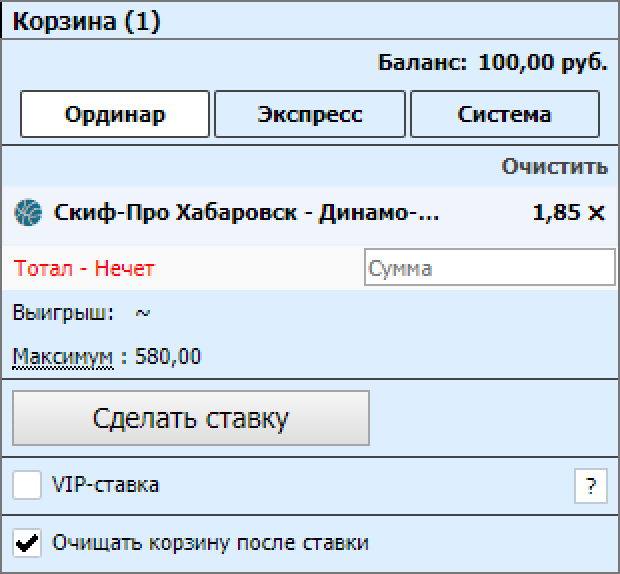 Корзина (1)
Баланс: 100,00 руб.
Ординар Экспресс Система
Очистить
Скиф-Про Хабаровск - Динамо-... 1,85 ×
Тотал - Нечет Сумма
Выигрыш: ~
Максимум : 580,00
Сделать ставку
VIP-ставка ?
Очищать корзину после ставки